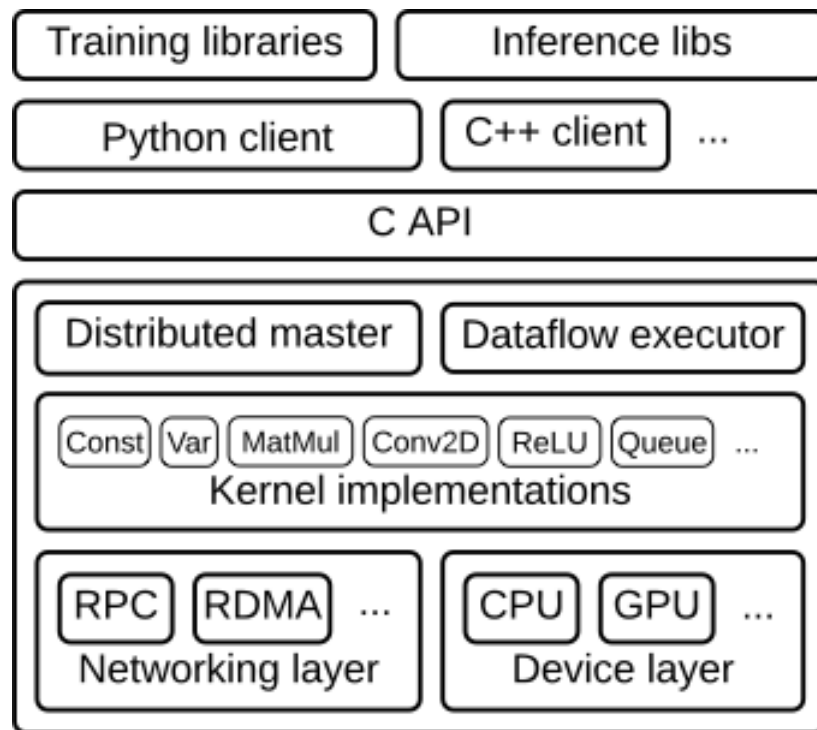 Training libraries Inference libs
Python client C++ client ...
C API
Distributed master Dataflow executor
Const Var MatMul Conv2D ReLU Queue ...
Kernel implementations
RPC RDMA ... CPU GPU ...
Networking layer Device layer